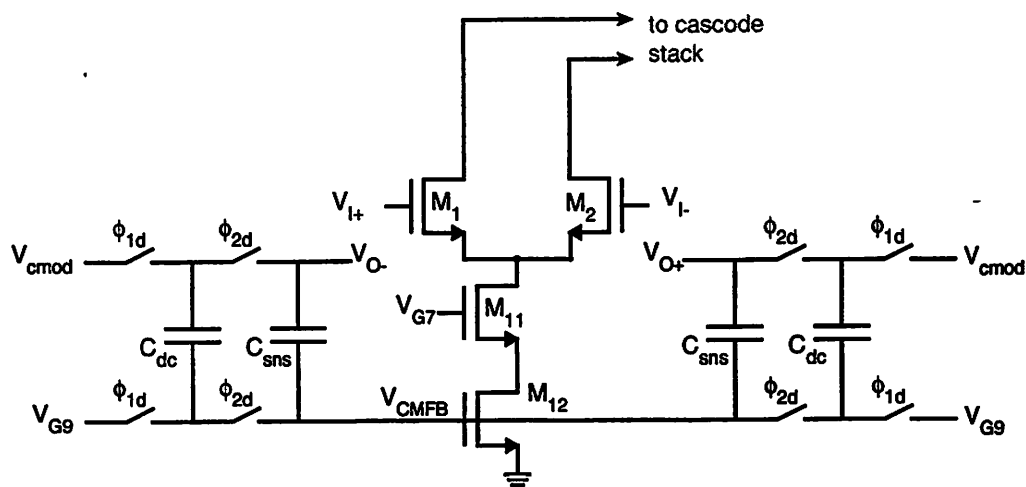 to cascode
stack
V_I+
M_1
M_2
V_I-
ϕ_1d
ϕ_2d
ϕ_2d
ϕ_1d
V_cmod
V_O-
V_O+
V_cmod
V_G7
M_11
C_dc
C_sns
C_sns
C_dc
ϕ_1d
ϕ_2d
V_CMFB
M_12
ϕ_2d
ϕ_1d
V_G9
V_G9